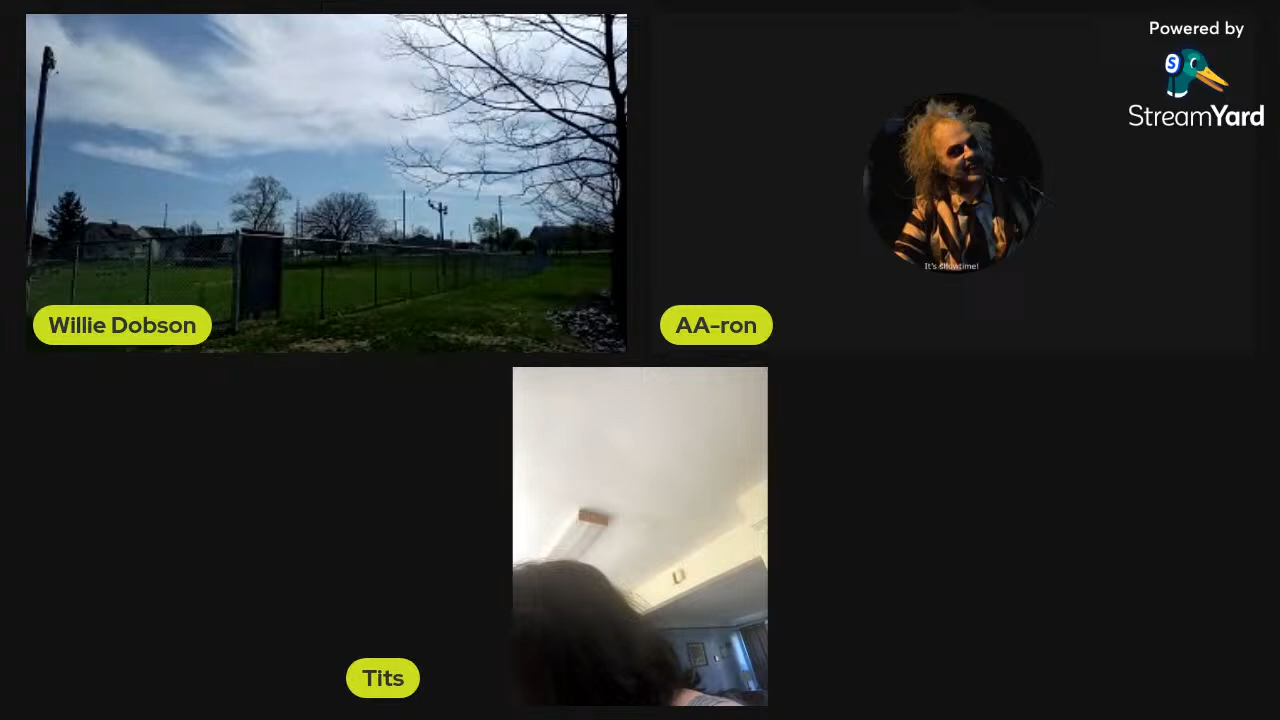 Powered by
StreamYard
It's showtime!
Willie Dobson
AA-ron
Tits